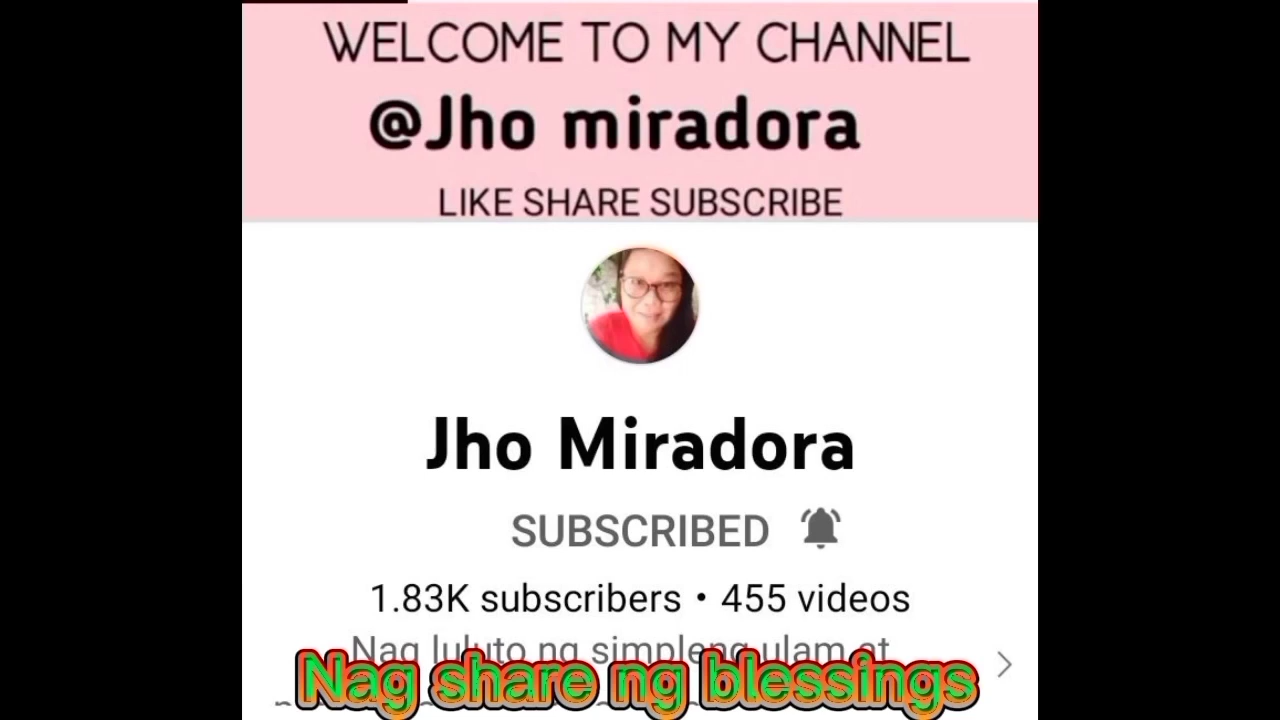 WELCOME TO MY CHANNEL
@Jho miradora
LIKE SHARE SUBSCRIBE
Jho Miradora
SUBSCRIBED
1.83K subscribers • 455 videos
Nag luluto ng simpleng ulam at
Nag share ng blessings